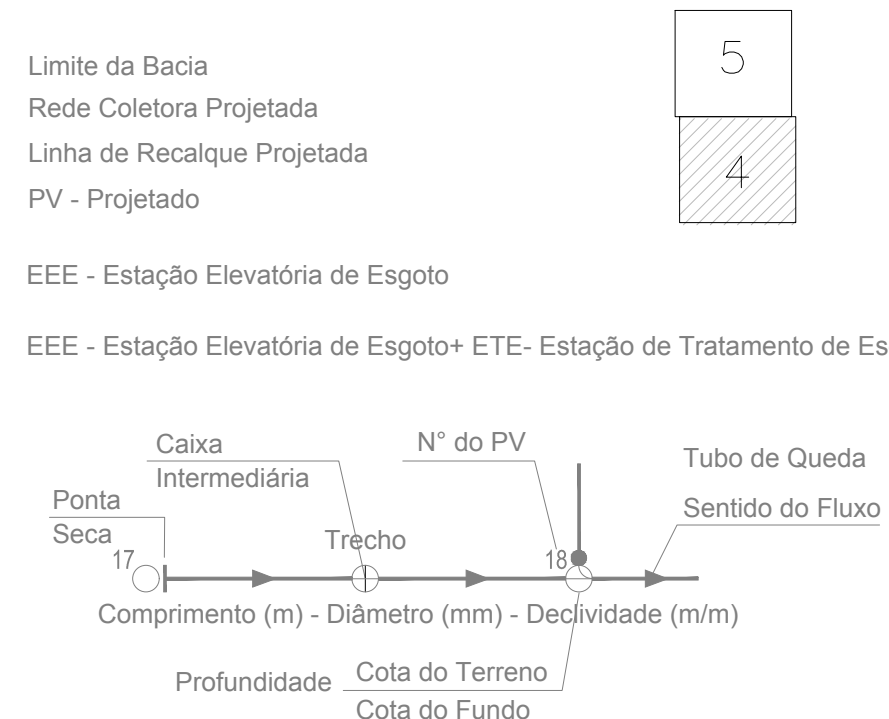 Limite da Bacia
Rede Coletora Projetada
Linha de Recalque Projetada
PV - Projetado
5
4
EEE - Estação Elevatória de Esgoto
EEE - Estação Elevatória de Esgoto+ ETE- Estação de Tratamento de Es
Caixa
Intermediária
N° do PV
Tubo de Queda
Sentido do Fluxo
Ponta
Seca
17
Trecho
18
Comprimento (m) - Diâmetro (mm) - Declividade (m/m)
Profundidade
Cota do Terreno
Cota do Fundo